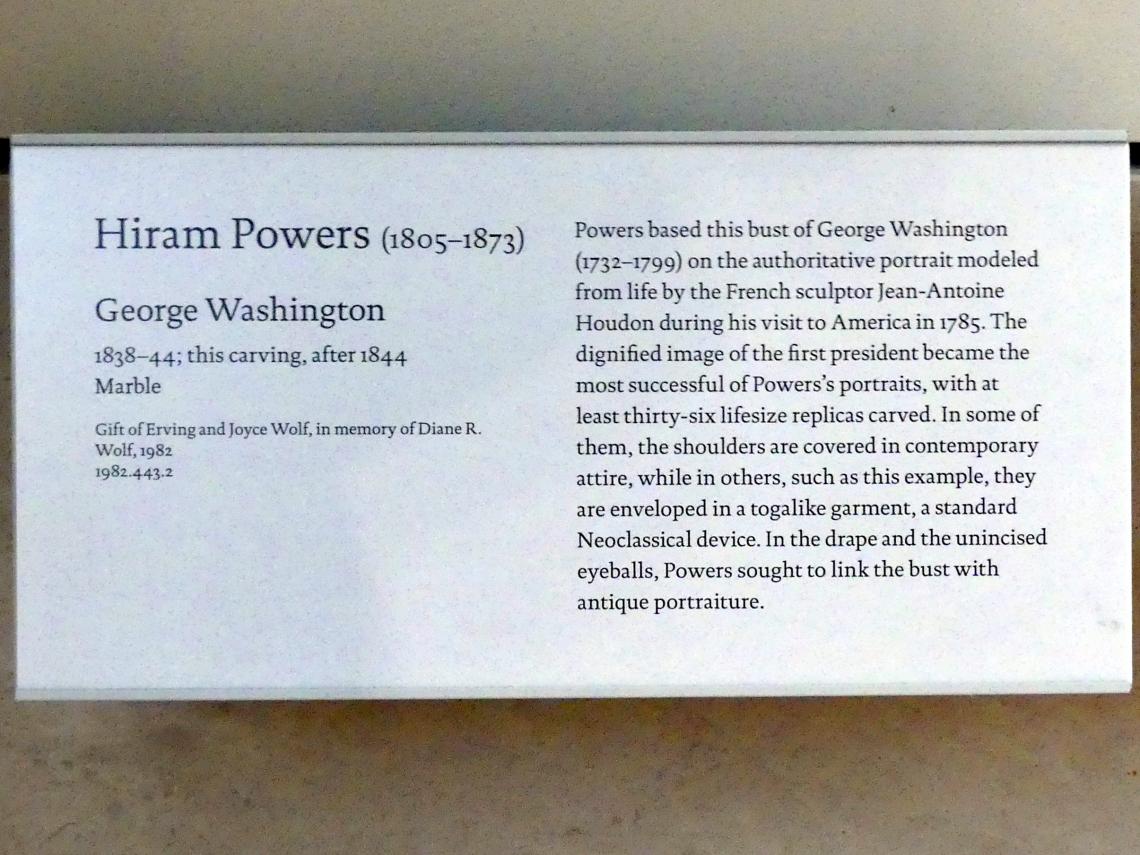 Hiram Powers (1805–1873)
George Washington
1838–44; this carving, after 1844
Marble
Gift of Erving and Joyce Wolf, in memory of Diane R.
Wolf, 1982
1982.443.2
Powers based this bust of George Washington
(1732–1799) on the authoritative portrait modeled
from life by the French sculptor Jean-Antoine
Houdon during his visit to America in 1785. The
dignified image of the first president became the
most successful of Powers's portraits, with at
least thirty-six lifesize replicas carved. In some of
them, the shoulders are covered in contemporary
attire, while in others, such as this example, they
are enveloped in a togalike garment, a standard
Neoclassical device. In the drape and the unincised
eyeballs, Powers sought to link the bust with
antique portraiture.